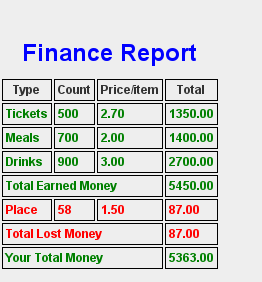 Finance Report
Type Count Price/item Total
Tickets 500 2.70 1350.00
Meals 700 2.00 1400.00
Drinks 900 3.00 2700.00
Total Earned Money 5450.00
Place 58 1.50 87.00
Total Lost Money 87.00
Your Total Money 5363.00